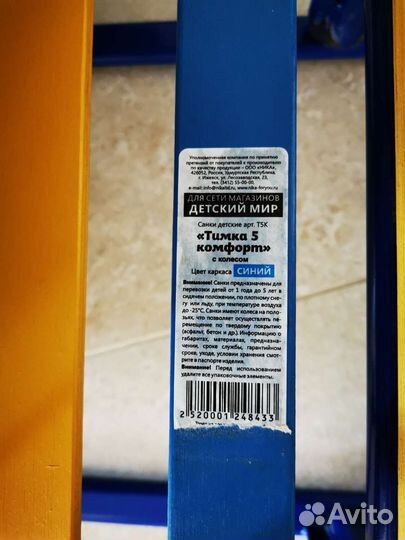 Уполномоченная компания по принятию
претензий от покупателей к производителю
по качеству продукции – ООО «НИКА»,
426052, Россия, Удмуртская Республика,
г. Ижевск, ул. Лесозаводская, 23,
тел. (3412) 55-00-00.
e-mail: info@nikaltd.ru, www.nika-foryou.ru
ДЛЯ СЕТИ МАГАЗИНОВ
ДЕТСКИЙ МИР
Санки детские арт. Т5К
«Тимка 5
комфорт»
с колесом
Цвет каркаса СИНИЙ
Внимание! Санки предназначены для
перевозки детей от 1 года до 5 лет в
сидячем положении, по плотному сне-
гу или льду, при температуре воздуха
до -25°С. Санки имеют колеса на поло-
зьях, что позволяет осуществлять пе-
ремещение по твердому покрытию
(асфальт, бетон и др.). Информацию о
габаритах, материалах, предназна-
чении, сроке службы, гарантийном
сроке, уходе, условии хранения смот-
рите в паспорте изделия.
Внимание! Перед использованием
удалите все упаковочные элементы.
2 520001 248433
Avito